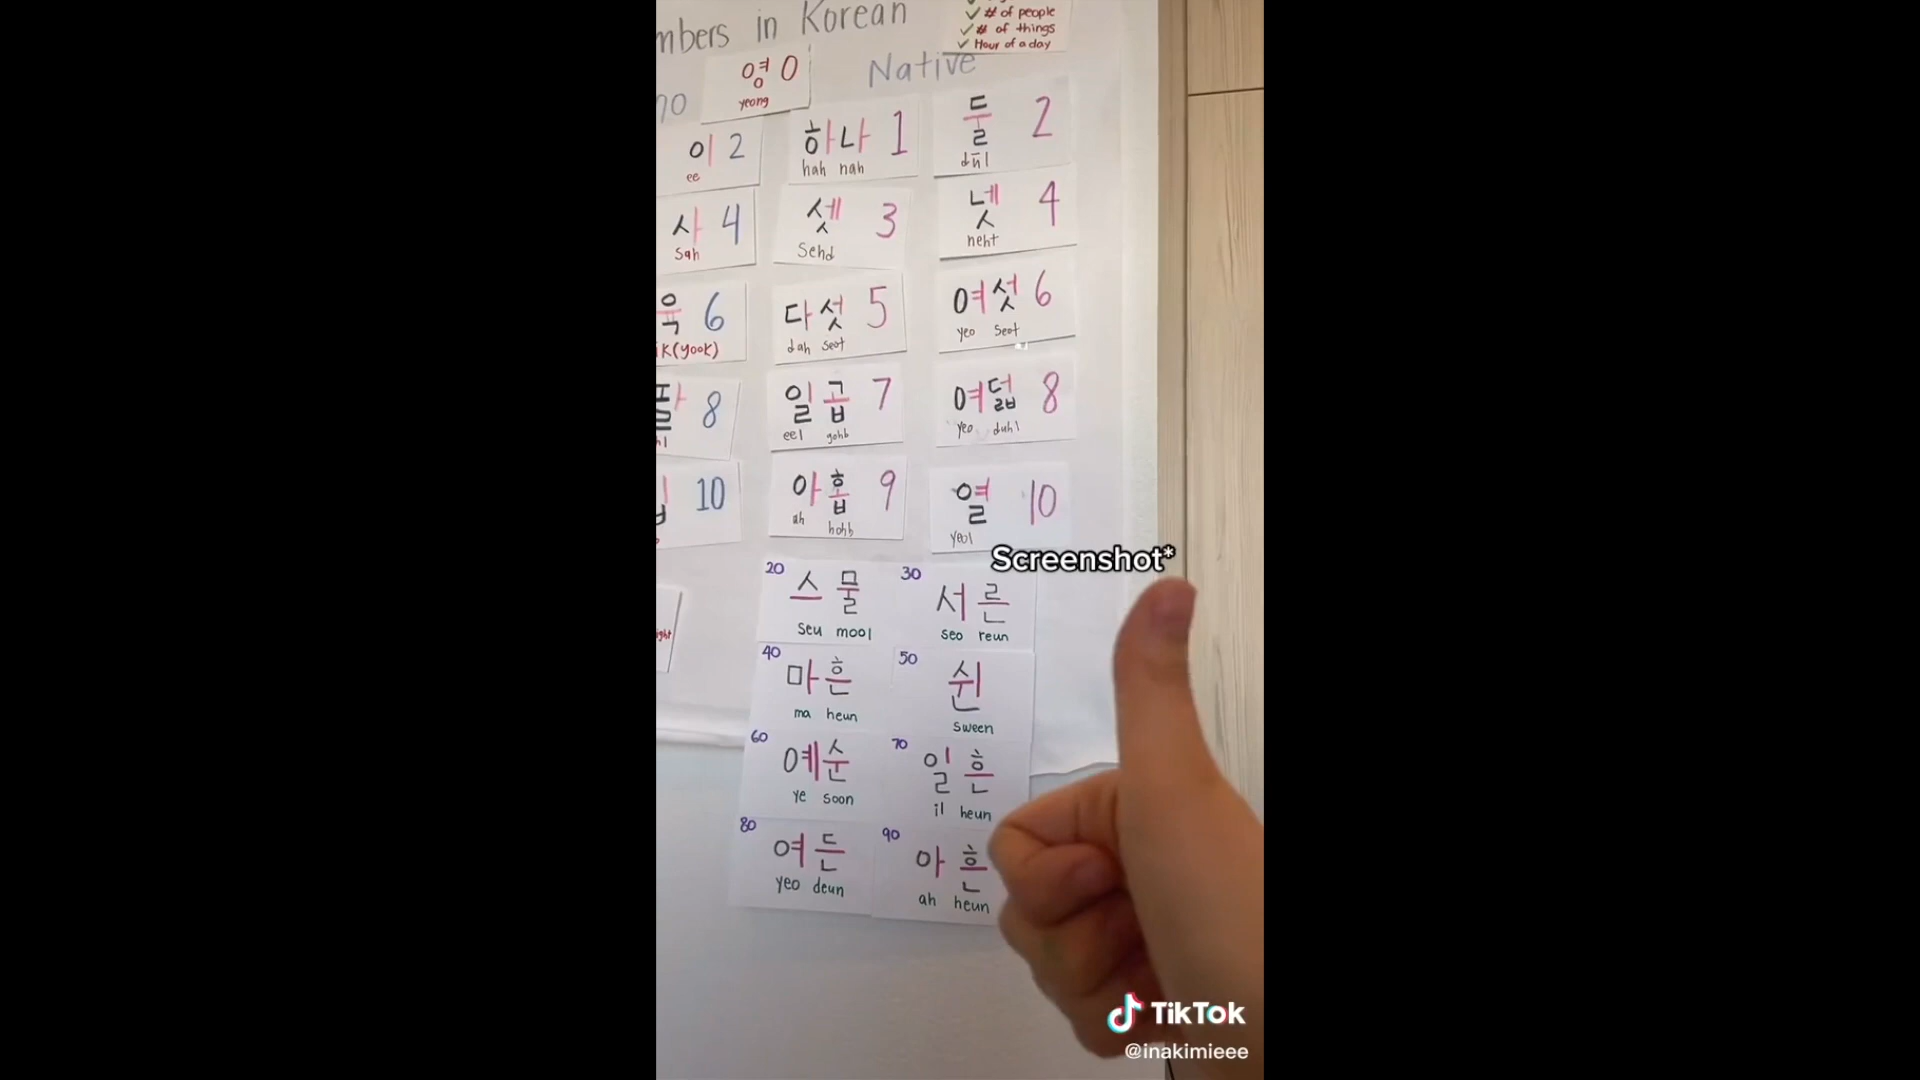 mbers in Korean
✓ # of people
✓ # of things
✓ Hour of a day
영 0
yeong
Native
이 2
ee
하나 1
hah nah
둘 2
dūl
사 4
sah
셋 3
Sehd
넷 4
neht
육 6
ik(yook)
다섯 5
dah seot
여섯 6
yeo seot
팔 8
hl
일곱 7
eel gohb
여덟 8
yeo duhl
10
아홉 9
ah hohb
열 10
yeol
Screenshot*
20 스물
seu mool
30 서른
seo reun
ight
40 마흔
ma heun
50 쉰
sween
60 예순
ye soon
70 일흔
il heun
80 여든
yeo deun
90 아흔
ah heun
TikTok
@inakimieee